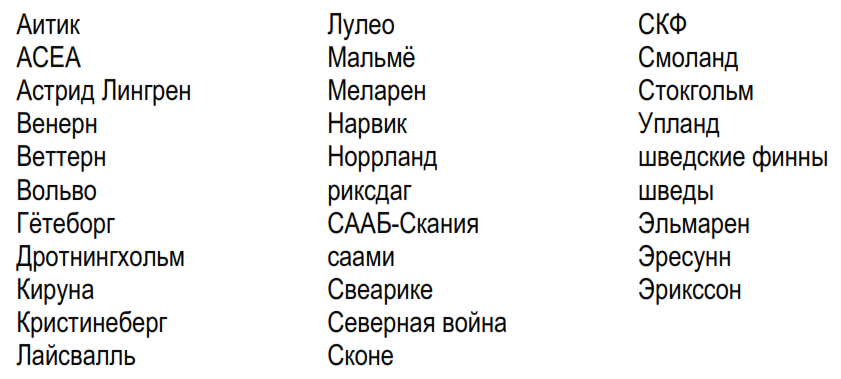 Аитик
АСЕА
Астрид Лингрен
Венерн
Веттерн
Вольво
Гётеборг
Дротнингхольм
Кируна
Кристинеберг
Лайсвалль
Лулео
Мальмё
Меларен
Нарвик
Норрланд
риксдаг
СААБ-Скания
саами
Свеарике
Северная война
Сконе
СКФ
Смоланд
Стокгольм
Упланд
шведские финны
шведы
Эльмарен
Эресунн
Эрикссон